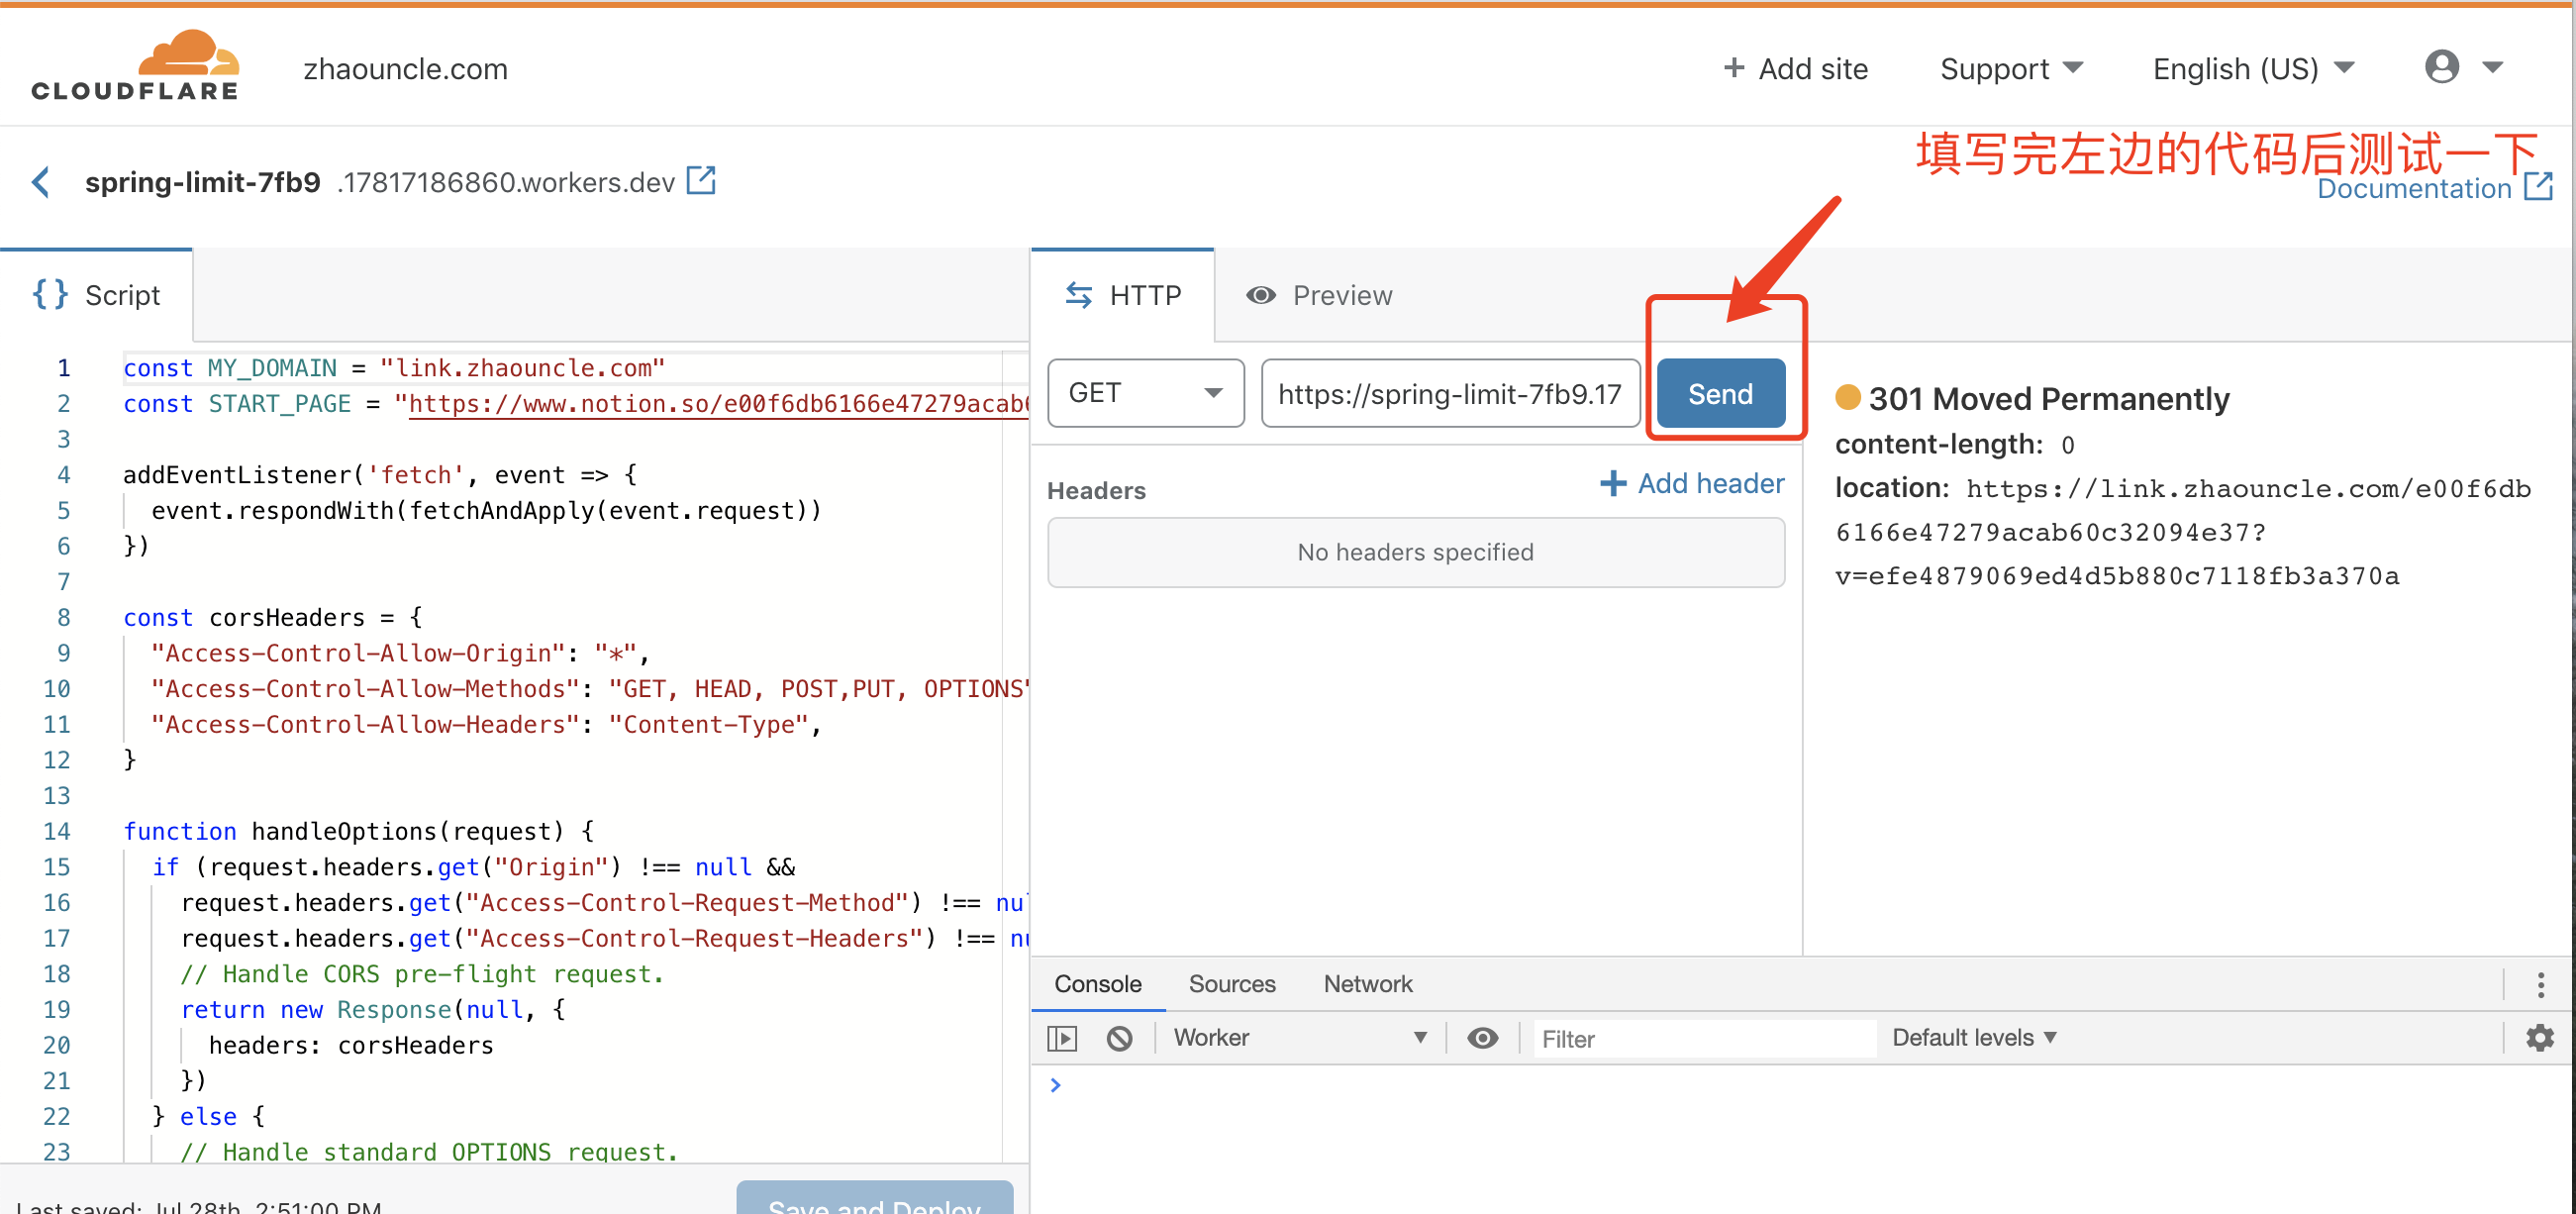 CLOUDFLARE
zhaouncle.com
+ Add site
Support
English (US)
填写完左边的代码后测试一下
spring-limit-7fb9 .17817186860.workers.dev
Documentation
{} Script
HTTP
Preview
1 const MY_DOMAIN = "link.zhaouncle.com"
2 const START_PAGE = "https://www.notion.so/e00f6db6166e47279acab6
3
4 addEventListener('fetch', event => {
5 event.respondWith(fetchAndApply(event.request))
6 })
7
8 const corsHeaders = {
9 "Access-Control-Allow-Origin": "*",
10 "Access-Control-Allow-Methods": "GET, HEAD, POST,PUT, OPTIONS"
11 "Access-Control-Allow-Headers": "Content-Type",
12 }
13
14 function handleOptions(request) {
15 if (request.headers.get("Origin") !== null &&
16 request.headers.get("Access-Control-Request-Method") !== nul
17 request.headers.get("Access-Control-Request-Headers") !== nu
18 // Handle CORS pre-flight request.
19 return new Response(null, {
20 headers: corsHeaders
21 })
22 } else {
23 // Handle standard OPTIONS request.
Last saved: Jul 28th, 2:51:00 PM
Save and Deploy
GET
https://spring-limit-7fb9.17
Send
Headers
+ Add header
No headers specified
301 Moved Permanently
content-length: 0
location: https://link.zhaouncle.com/e00f6db
6166e47279acab60c32094e37?
v=efe4879069ed4d5b880c7118fb3a370a
Console
Sources
Network
Worker
Filter
Default levels